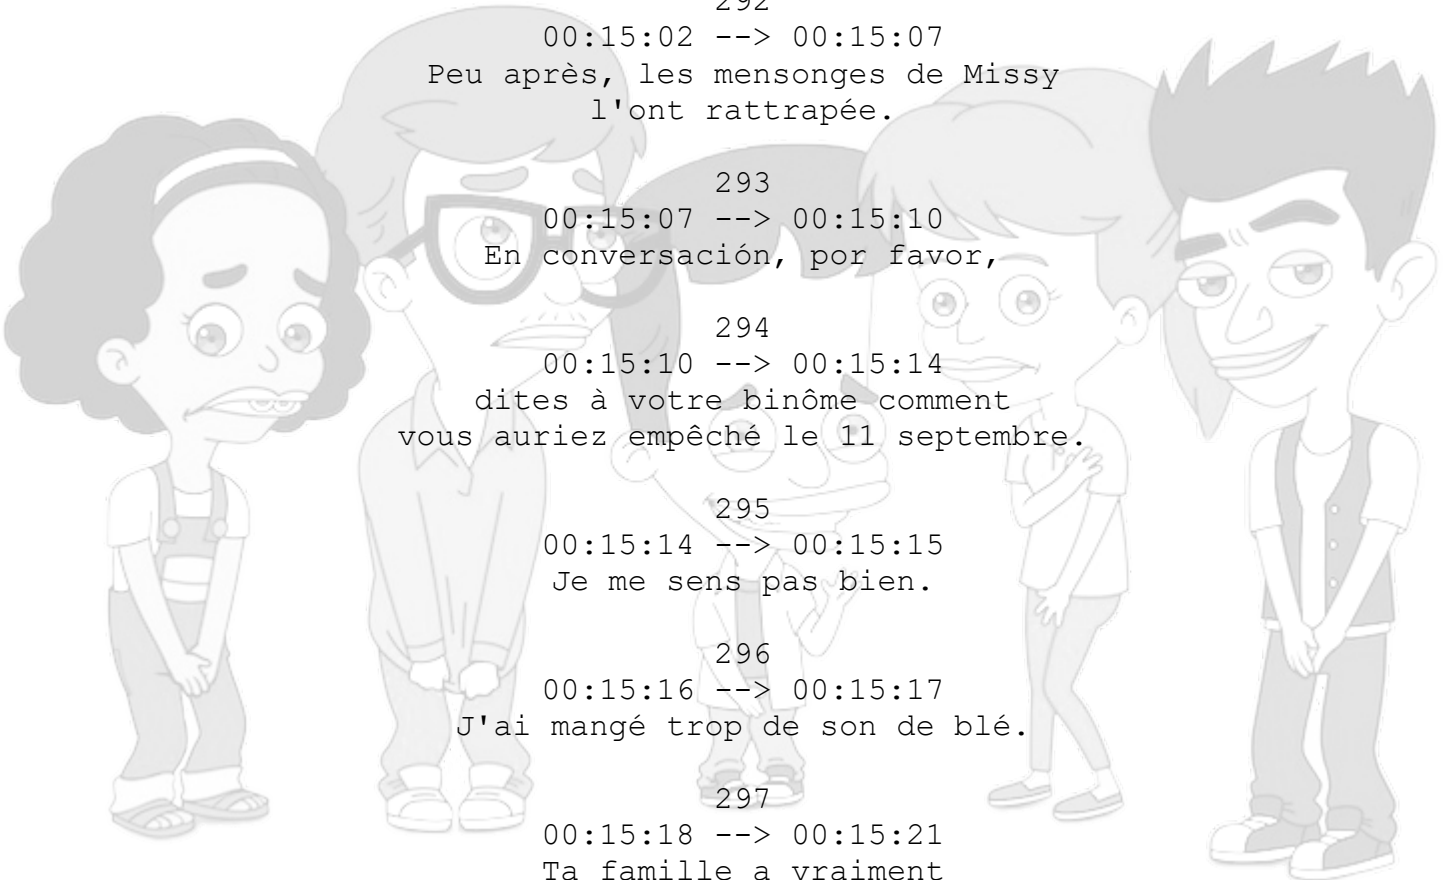 292
00:15:02 --> 00:15:07
Peu après, les mensonges de Missy
l'ont rattrapée.
293
00:15:07 --> 00:15:10
En conversación, por favor,
294
00:15:10 --> 00:15:14
dites à votre binôme comment
vous auriez empêché le 11 septembre.
295
00:15:14 --> 00:15:15
Je me sens pas bien.
296
00:15:16 --> 00:15:17
J'ai mangé trop de son de blé.
297
00:15:18 --> 00:15:21
Ta famille a vraiment